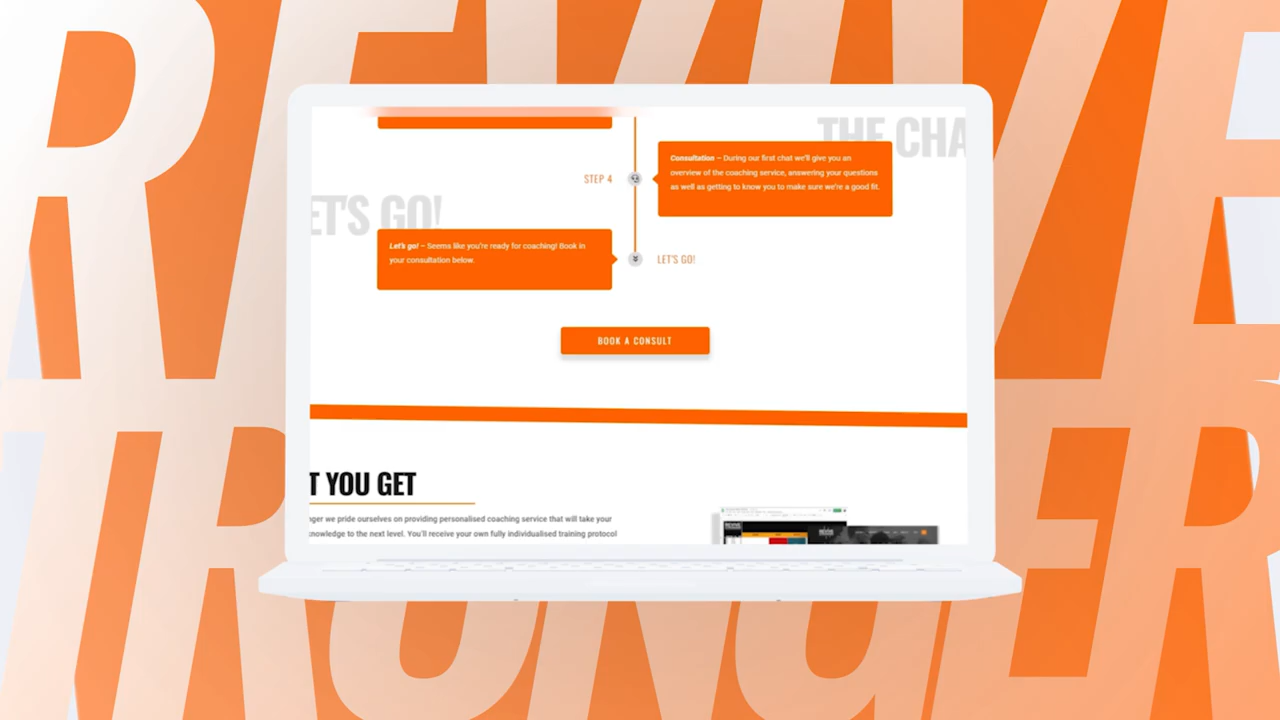 REVIVE
STRONGER
THE CHA
STEP 4
Consultation – During our first chat we'll give you an
overview of the coaching service, answering your questions
as well as getting to know you to make sure we're a good fit.
ET'S GO!
Let's go! – Seems like you're ready for coaching! Book in
your consultation below.
LET'S GO!
BOOK A CONSULT
T YOU GET
nger we pride ourselves on providing personalised coaching service that will take your
knowledge to the next level. You'll receive your own fully individualised training protocol